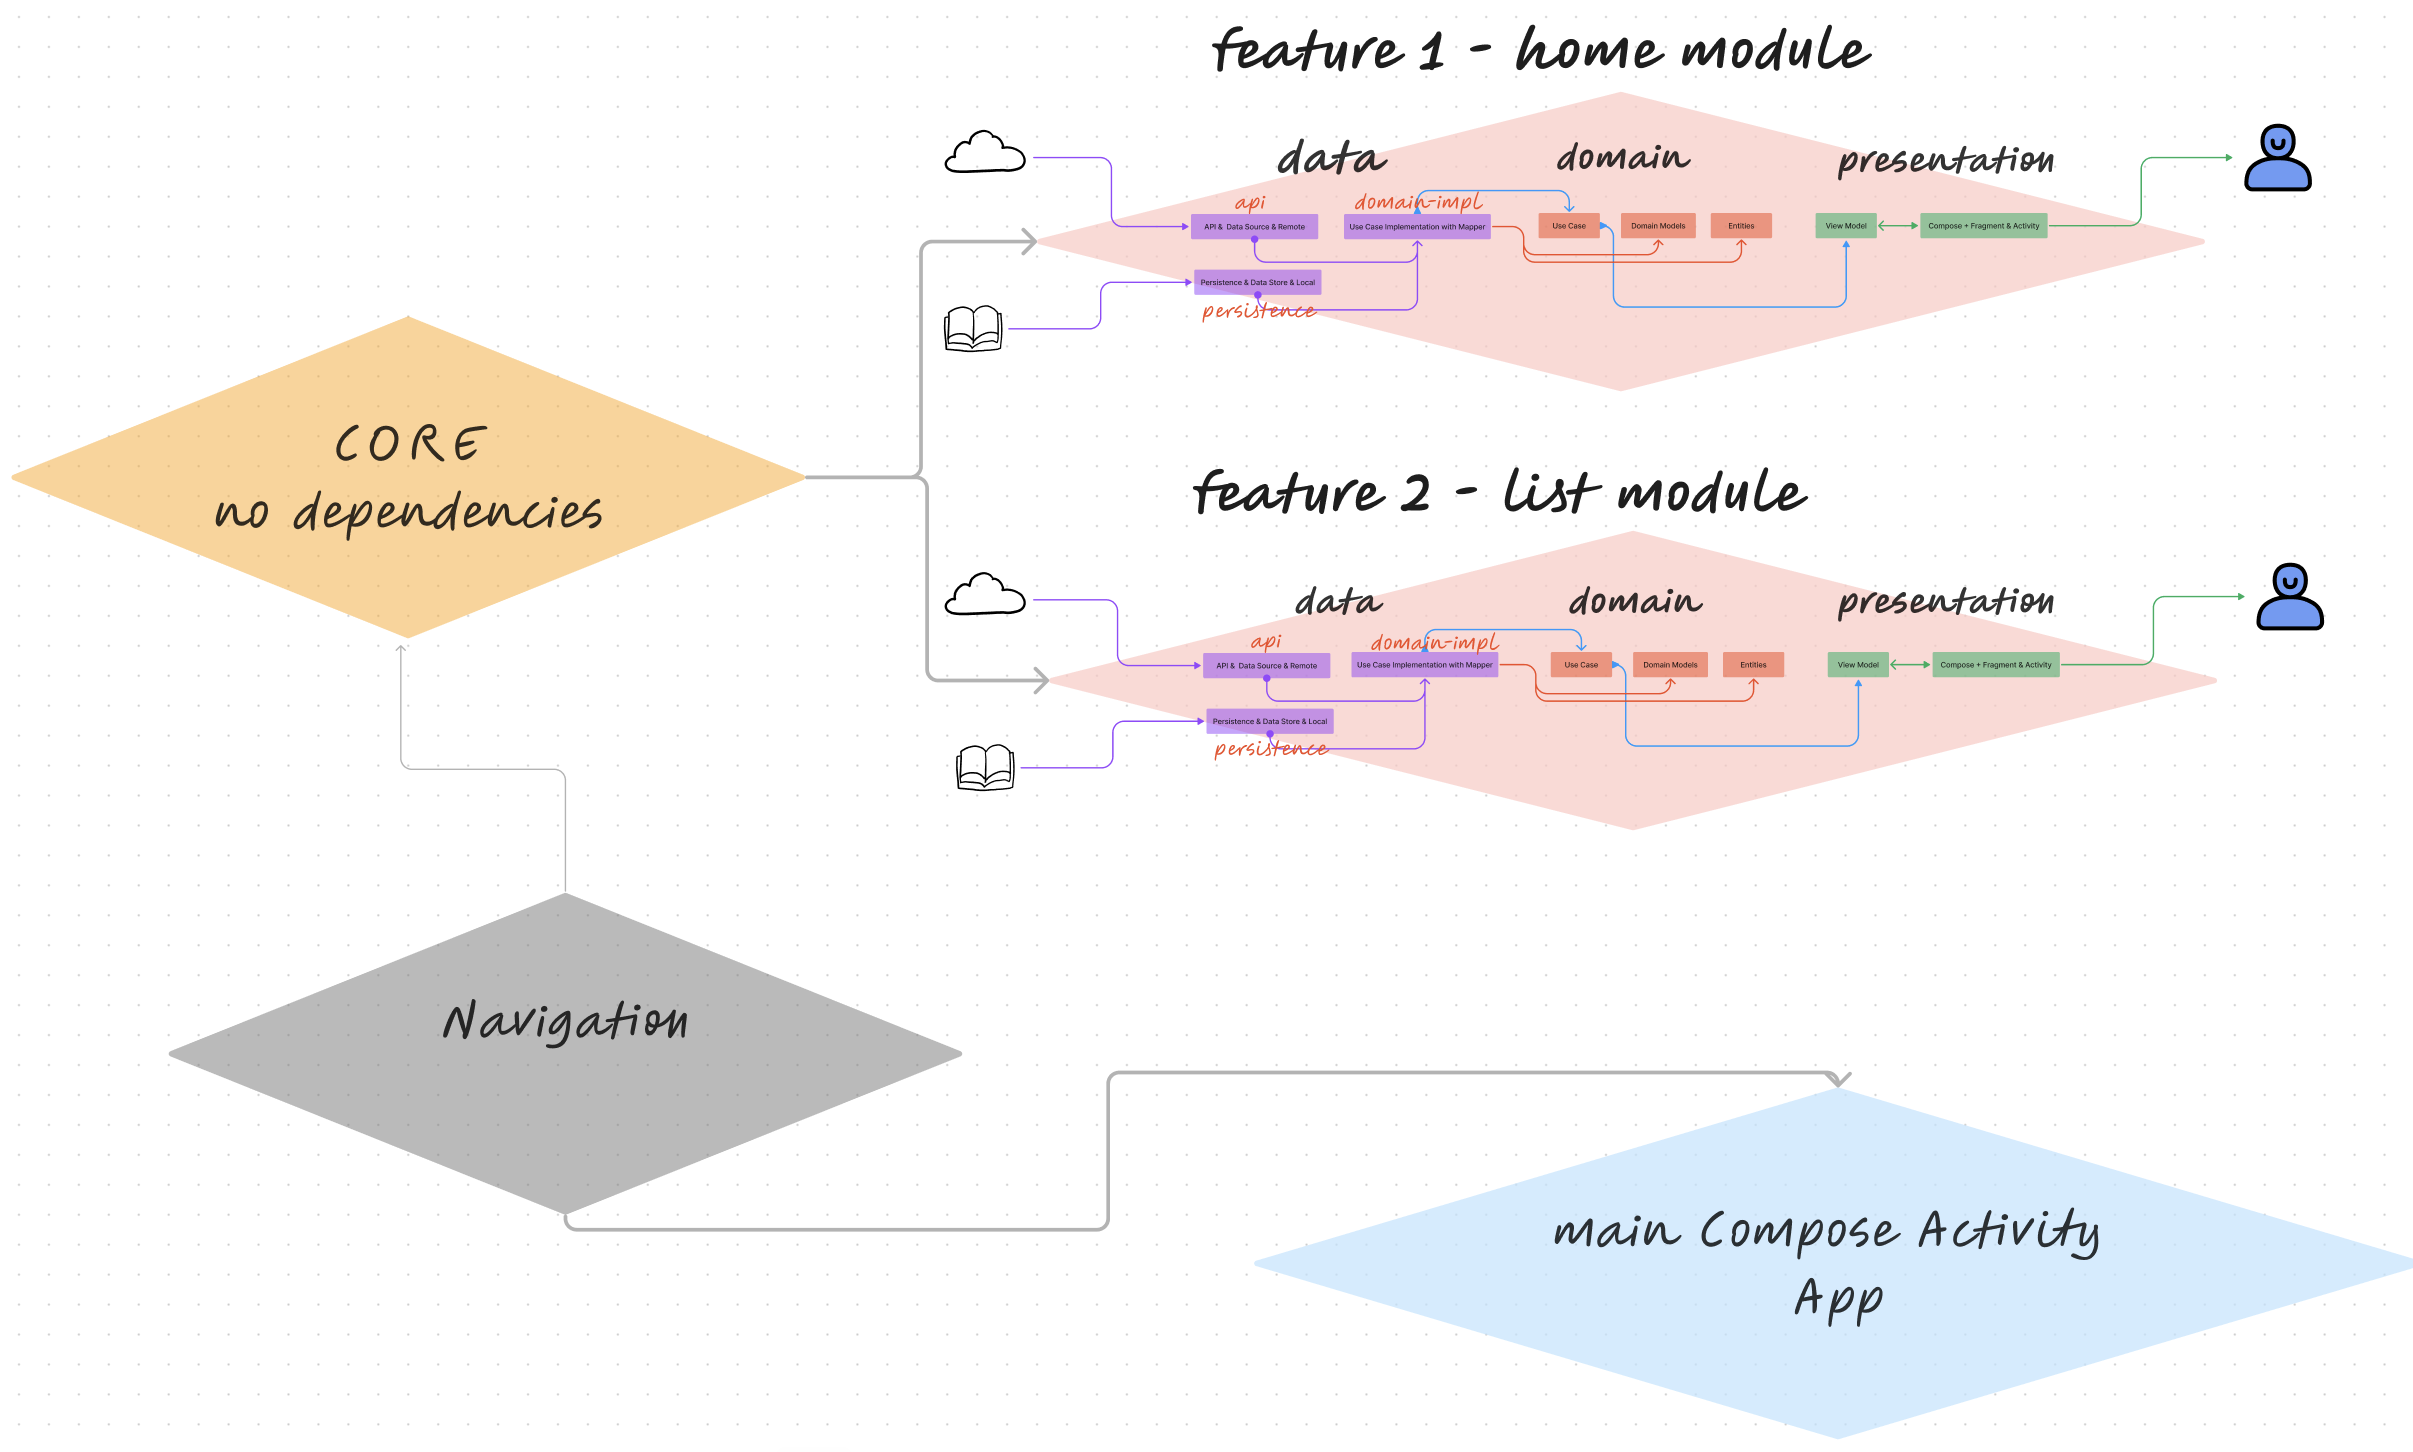 feature 1 - home module
data
domain
presentation
api
domain-impl
API & Data Source & Remote
Use Case Implementation with Mapper
Use Case
Domain Models
Entities
View Model
Compose + Fragment & Activity
Persistence & Data Store & Local
persistence
CORE
no dependencies
feature 2 - list module
data
domain
presentation
api
domain-impl
API & Data Source & Remote
Use Case Implementation with Mapper
Use Case
Domain Models
Entities
View Model
Compose + Fragment & Activity
Persistence & Data Store & Local
persistence
Navigation
main Compose Activity
App